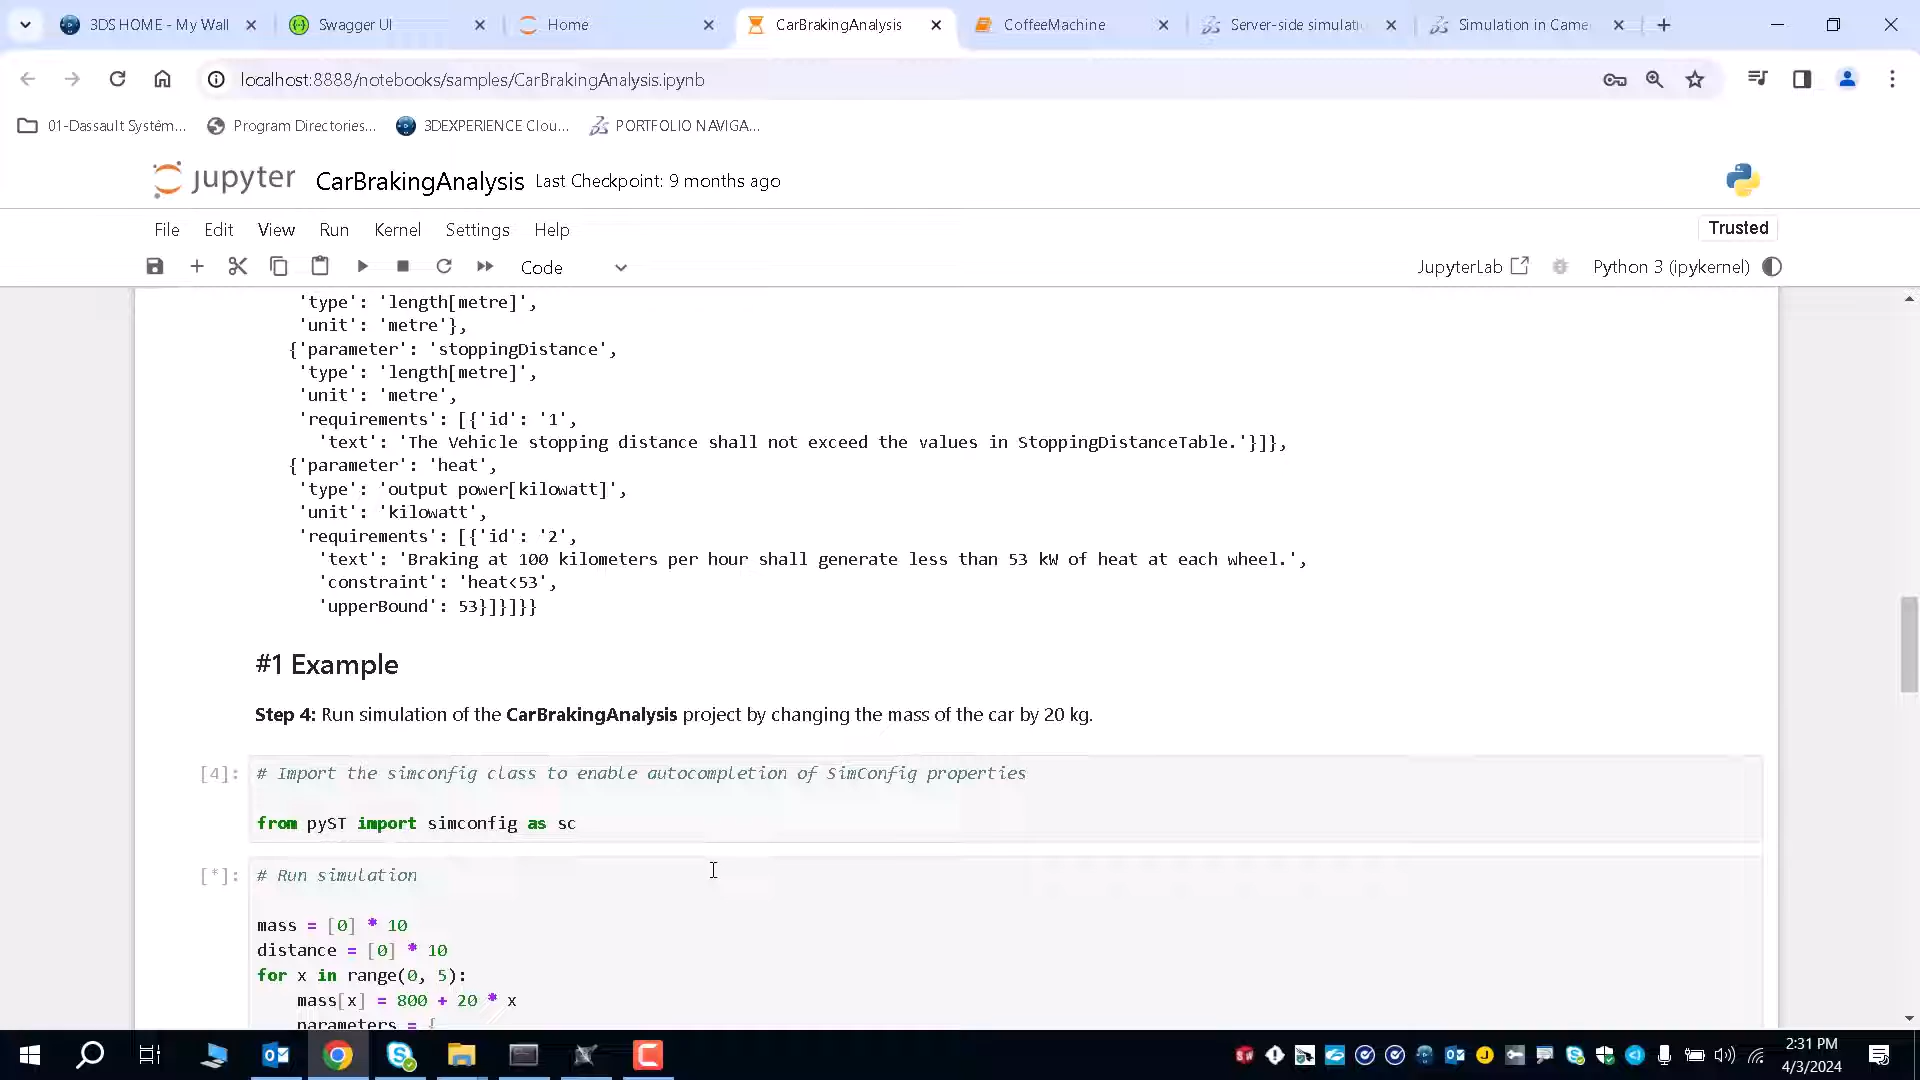 3DS HOME - My Wall
Swagger UI
Home
CarBrakingAnalysis
CoffeeMachine
Server-side simulati
Simulation in Came
localhost:8888/notebooks/samples/CarBrakingAnalysis.ipynb
01-Dassault Systèm...
Program Directories...
3DEXPERIENCE Clou...
PORTFOLIO NAVIGA...
jupyter CarBrakingAnalysis Last Checkpoint: 9 months ago
File Edit View Run Kernel Settings Help
Trusted
Code
JupyterLab
Python 3 (ipykernel)
'type': 'length[metre]',
'unit': 'metre'},
{'parameter': 'stoppingDistance',
'type': 'length[metre]',
'unit': 'metre',
'requirements': [{'id': '1',
'text': 'The Vehicle stopping distance shall not exceed the values in StoppingDistanceTable.'}]},
{'parameter': 'heat',
'type': 'output power[kilowatt]',
'unit': 'kilowatt',
'requirements': [{'id': '2',
'text': 'Braking at 100 kilometers per hour shall generate less than 53 kW of heat at each wheel.',
'constraint': 'heat<53',
'upperBound': 53}]}]}}
#1 Example
Step 4: Run simulation of the CarBrakingAnalysis project by changing the mass of the car by 20 kg.
[4]: # Import the simconfig class to enable autocompletion of SimConfig properties
from pyST import simconfig as sc
[*]: # Run simulation
mass = [0] * 10
distance = [0] * 10
for x in range(0, 5):
mass[x] = 800 + 20 * x
parameters = {
2:31 PM
4/3/2024